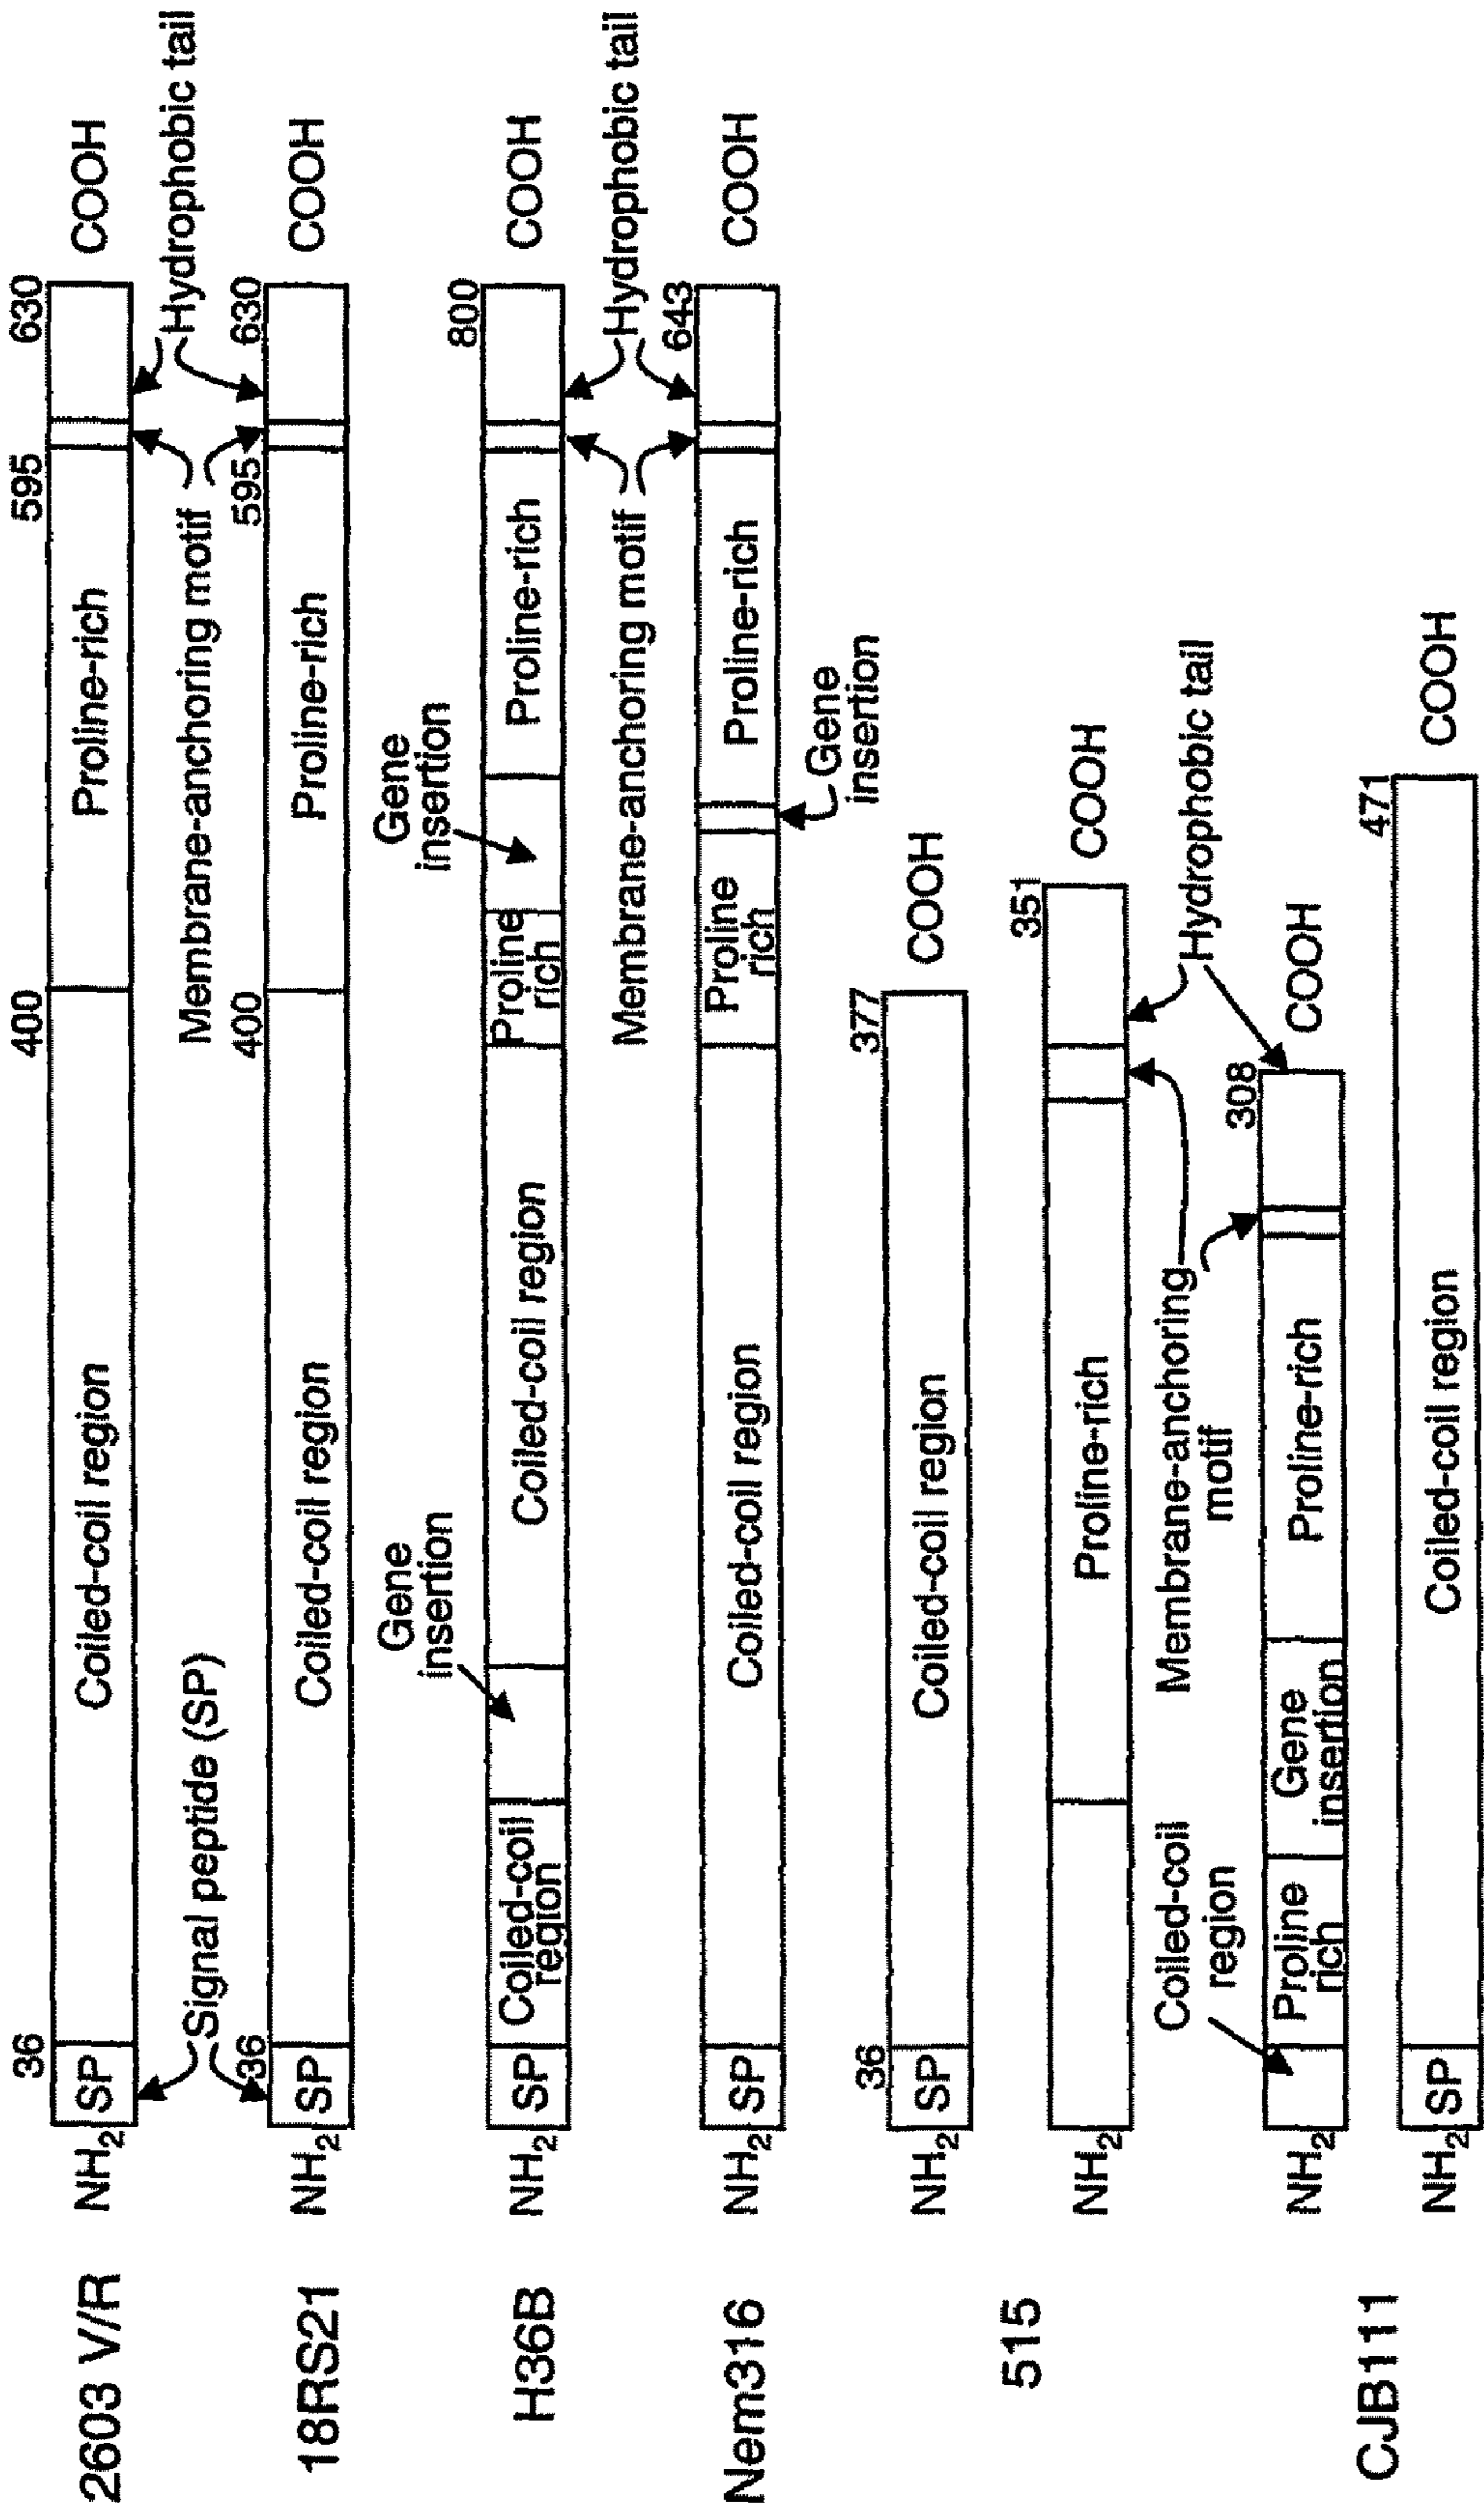 2603 V/R
NH2
36
400
595
630
SP
Coiled-coil region
Proline-rich
COOH
Signal peptide (SP)
Membrane-anchoring motif
Hydrophobic tail
18RS21
NH2
36
400
595
630
SP
Coiled-coil region
Proline-rich
COOH
Gene
insertion
Gene
insertion
H36B
NH2
800
SP
Coiled-coil
region
Coiled-coil region
Proline
rich
Proline-rich
COOH
Membrane-anchoring motif
Hydrophobic tail
Nem316
NH2
643
SP
Coiled-coil region
Proline
rich
Proline-rich
COOH
Gene
insertion
515
NH2
36
377
SP
Coiled-coil region
COOH
NH2
351
Proline-rich
COOH
Coiled-coil
region
Membrane-anchoring
motif
Hydrophobic tail
CJB111
NH2
308
Proline
rich
Gene
insertion
Proline-rich
COOH
NH2
471
SP
Coiled-coil region
COOH